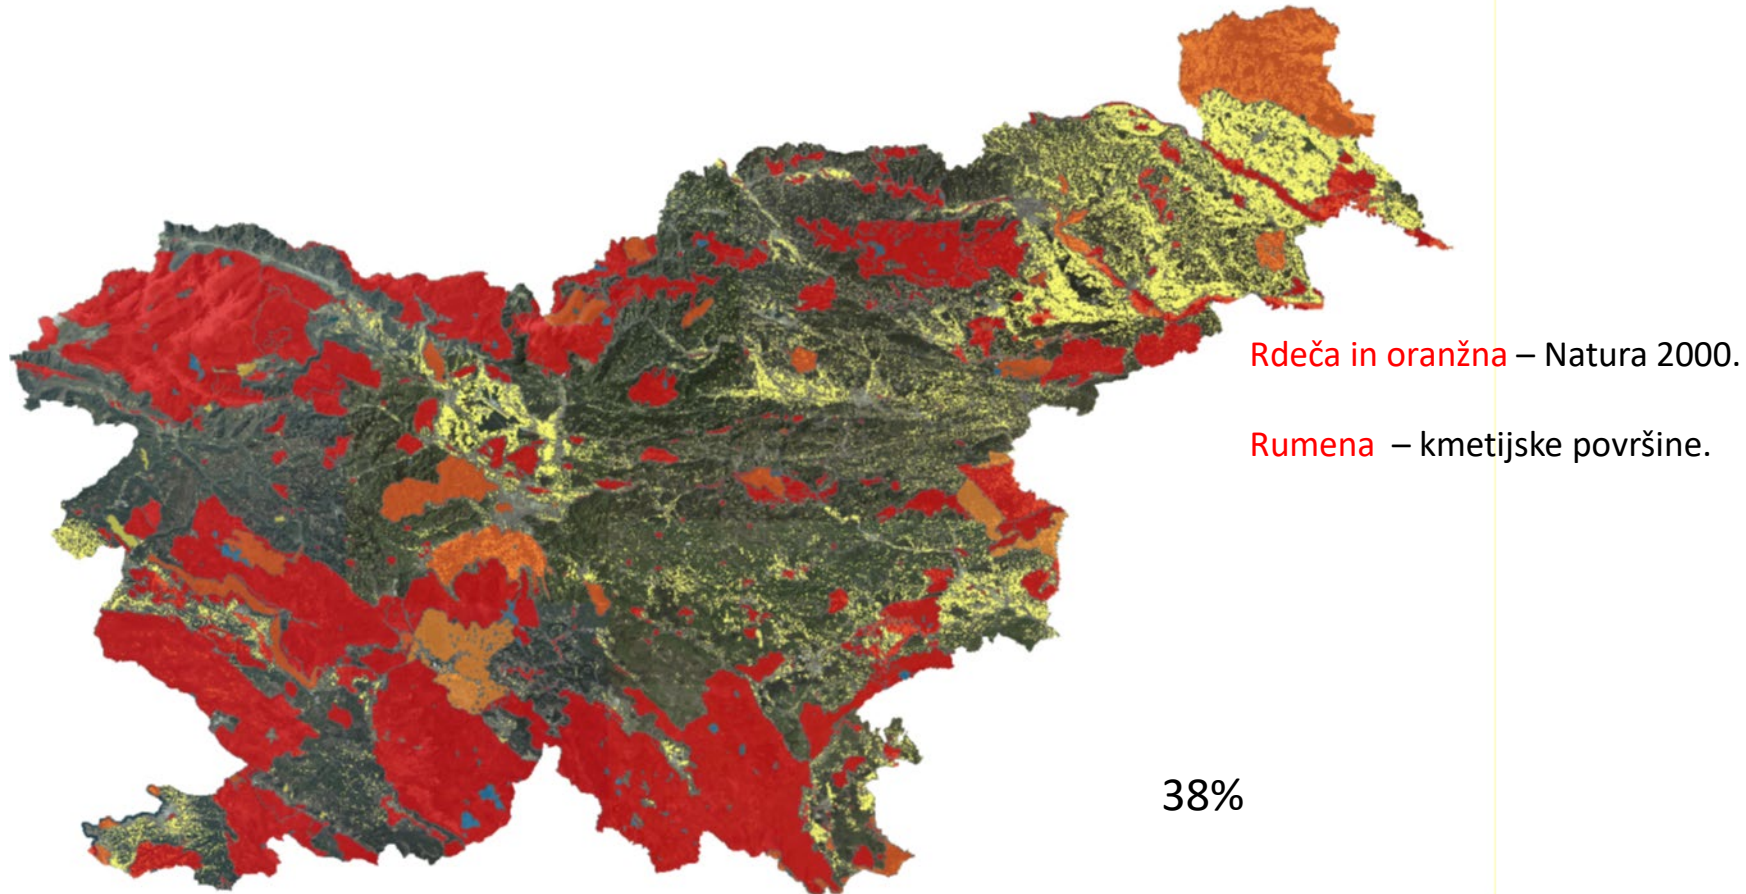 Rdeča in oranžna – Natura 2000.
Rumena – kmetijske površine.
38%